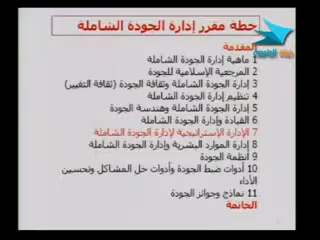 خطة مقرر إدارة الجودة الشاملة
المقدمة
1 ماهية إدارة الجودة الشاملة
2 المرجعية الإسلامية للجودة
3 إدارة الجودة الشاملة وثقافة الجودة (ثقافة التغيير)
4 تنظيم إدارة الجودة الشاملة
5 إدارة الجودة الشاملة وهندسة الجودة
6 القيادة وإدارة الجودة الشاملة
7 الإدارة الإستراتيجية لإدارة الجودة الشاملة
8 إدارة الموارد البشرية وإدارة الجودة الشاملة
9 أنظمة الجودة
10 أدوات ضبط الجودة وأدوات حل المشاكل وتحسين
الأداء
11 نماذج وجوائز الجودة
الخاتمة